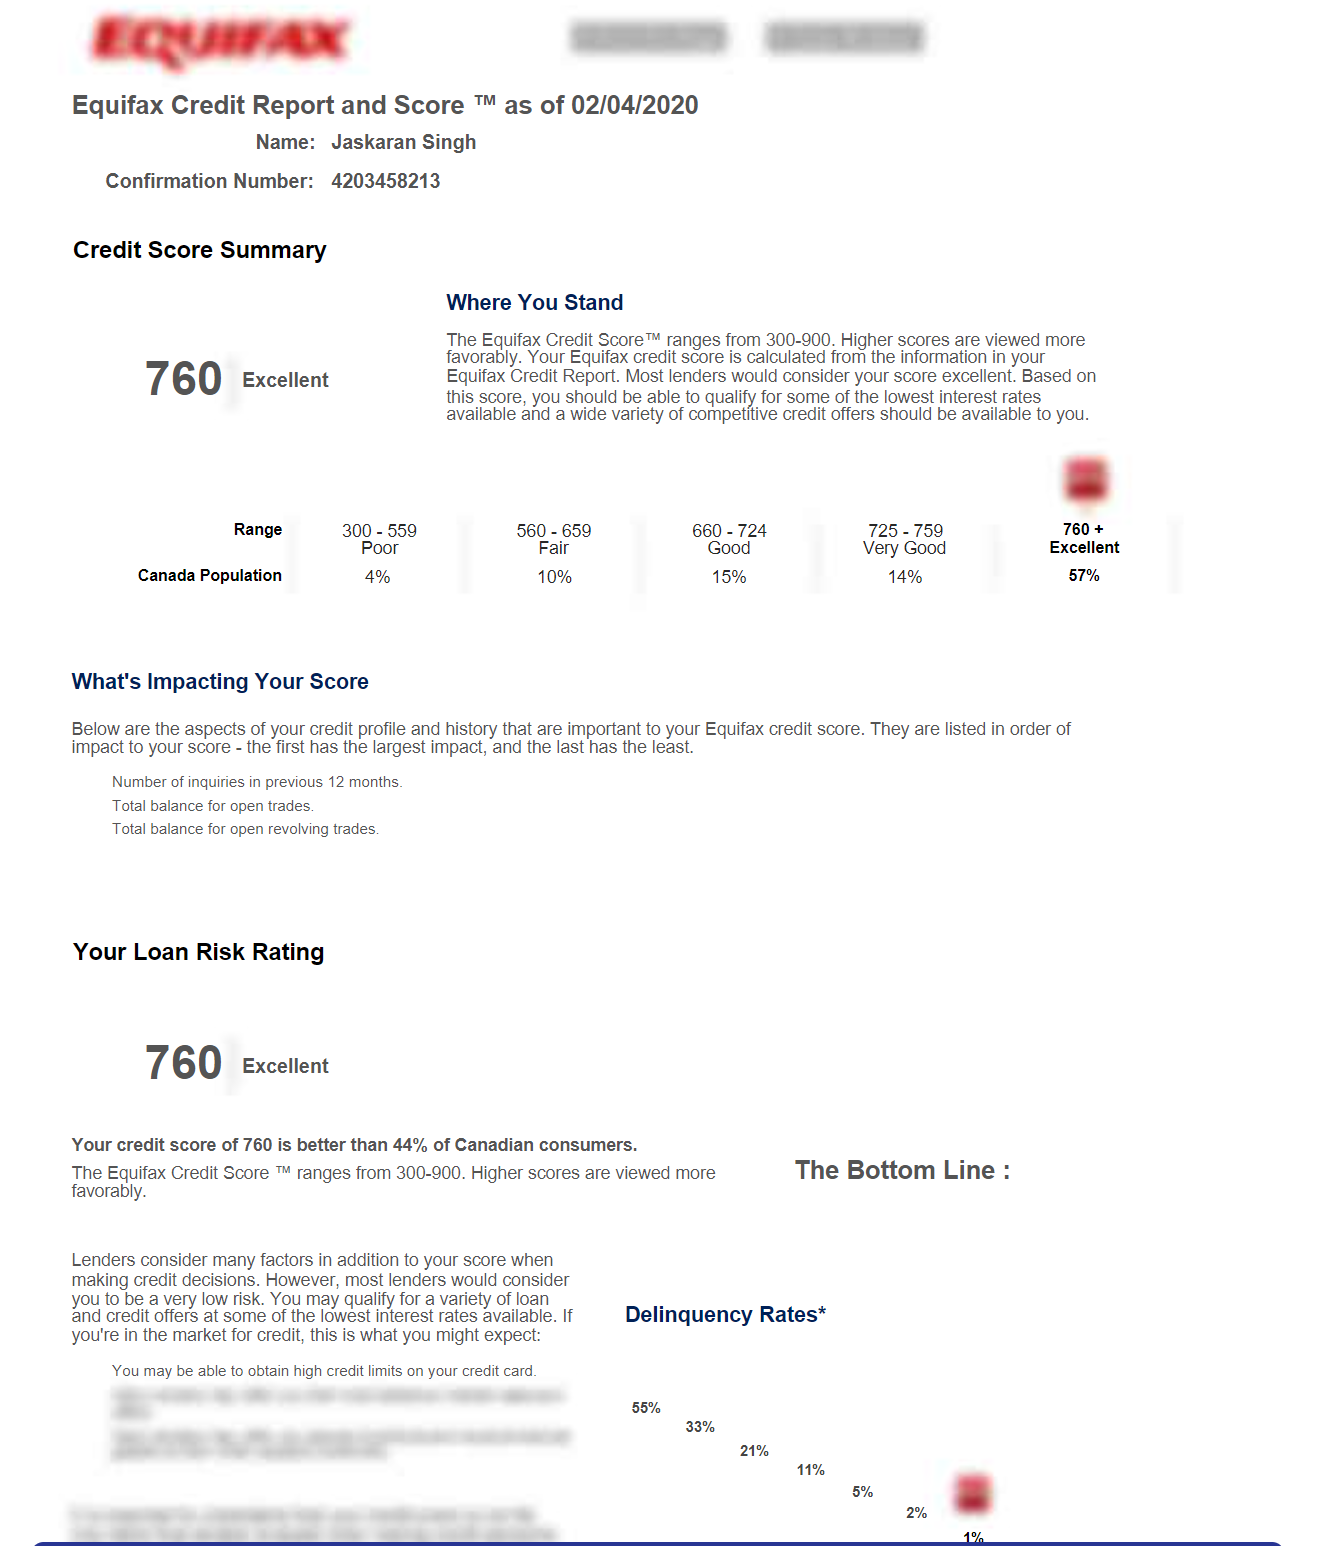 EQUIFAX
Equifax Credit Report and Score ™ as of 02/04/2020
Name: Jaskaran Singh
Confirmation Number: 4203458213
Credit Score Summary
Where You Stand
The Equifax Credit Score™ ranges from 300-900. Higher scores are viewed more
favorably. Your Equifax credit score is calculated from the information in your
Equifax Credit Report. Most lenders would consider your score excellent. Based on
this score, you should be able to qualify for some of the lowest interest rates
available and a wide variety of competitive credit offers should be available to you.
760 Excellent
Range 300 - 559 560 - 659 660 - 724 725 - 759 760 +
Poor Fair Good Very Good Excellent
Canada Population 4% 10% 15% 14% 57%
What's Impacting Your Score
Below are the aspects of your credit profile and history that are important to your Equifax credit score. They are listed in order of
impact to your score - the first has the largest impact, and the last has the least.
Number of inquiries in previous 12 months.
Total balance for open trades.
Total balance for open revolving trades.
Your Loan Risk Rating
760 Excellent
Your credit score of 760 is better than 44% of Canadian consumers.
The Equifax Credit Score ™ ranges from 300-900. Higher scores are viewed more
favorably.
The Bottom Line :
Lenders consider many factors in addition to your score when
making credit decisions. However, most lenders would consider
you to be a very low risk. You may qualify for a variety of loan
and credit offers at some of the lowest interest rates available. If
you're in the market for credit, this is what you might expect:
You may be able to obtain high credit limits on your credit card.
Delinquency Rates*
55%
33%
21%
11%
5%
2%
1%